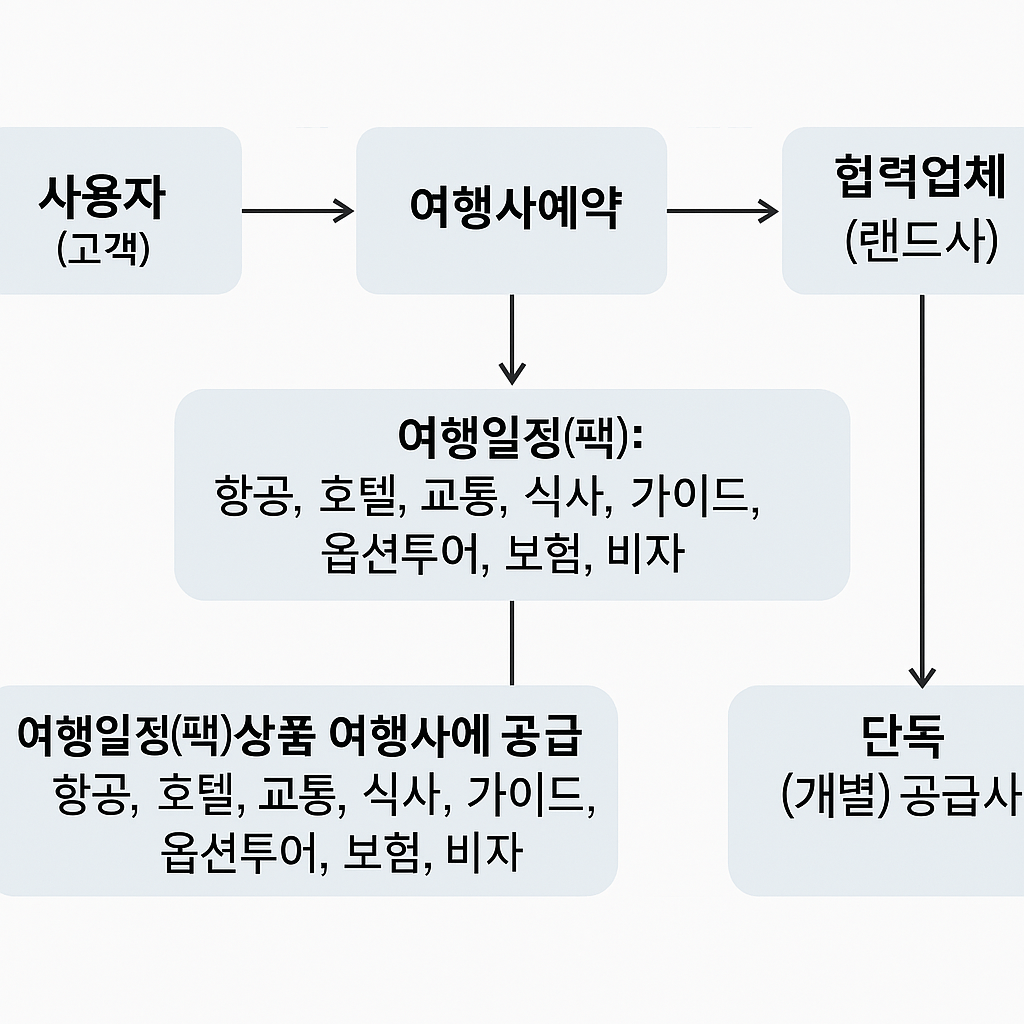 사용자
(고객)
여행사예약
헙력업체
(랜드사)
여행일정(팩):
항공, 호텔, 교통, 식사, 가이드,
옵션투어, 보험, 비자
여행일정(팩)상품 여행사에 공급
항공, 호텔, 교통, 식사, 가이드,
옵션투어, 보험, 비자
단독
(개별) 공급사